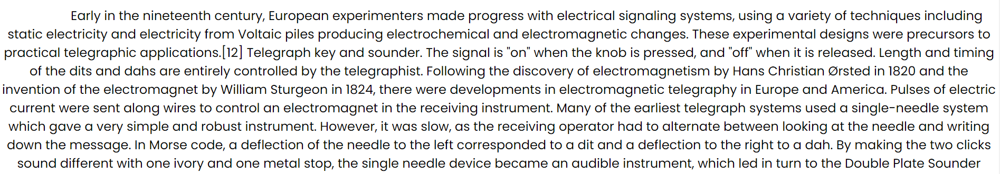 Early in the nineteenth century, European experimenters made progress with electrical signaling systems, using a variety of techniques including
static electricity and electricity from Voltaic piles producing electrochemical and electromagnetic changes. These experimental designs were precursors to
practical telegraphic applications.[12] Telegraph key and sounder. The signal is "on" when the knob is pressed, and "off" when it is released. Length and timing
of the dits and dahs are entirely controlled by the telegraphist. Following the discovery of electromagnetism by Hans Christian Ørsted in 1820 and the
invention of the electromagnet by William Sturgeon in 1824, there were developments in electromagnetic telegraphy in Europe and America. Pulses of electric
current were sent along wires to control an electromagnet in the receiving instrument. Many of the earliest telegraph systems used a single-needle system
which gave a very simple and robust instrument. However, it was slow, as the receiving operator had to alternate between looking at the needle and writing
down the message. In Morse code, a deflection of the needle to the left corresponded to a dit and a deflection to the right to a dah. By making the two clicks
sound different with one ivory and one metal stop, the single needle device became an audible instrument, which led in turn to the Double Plate Sounder